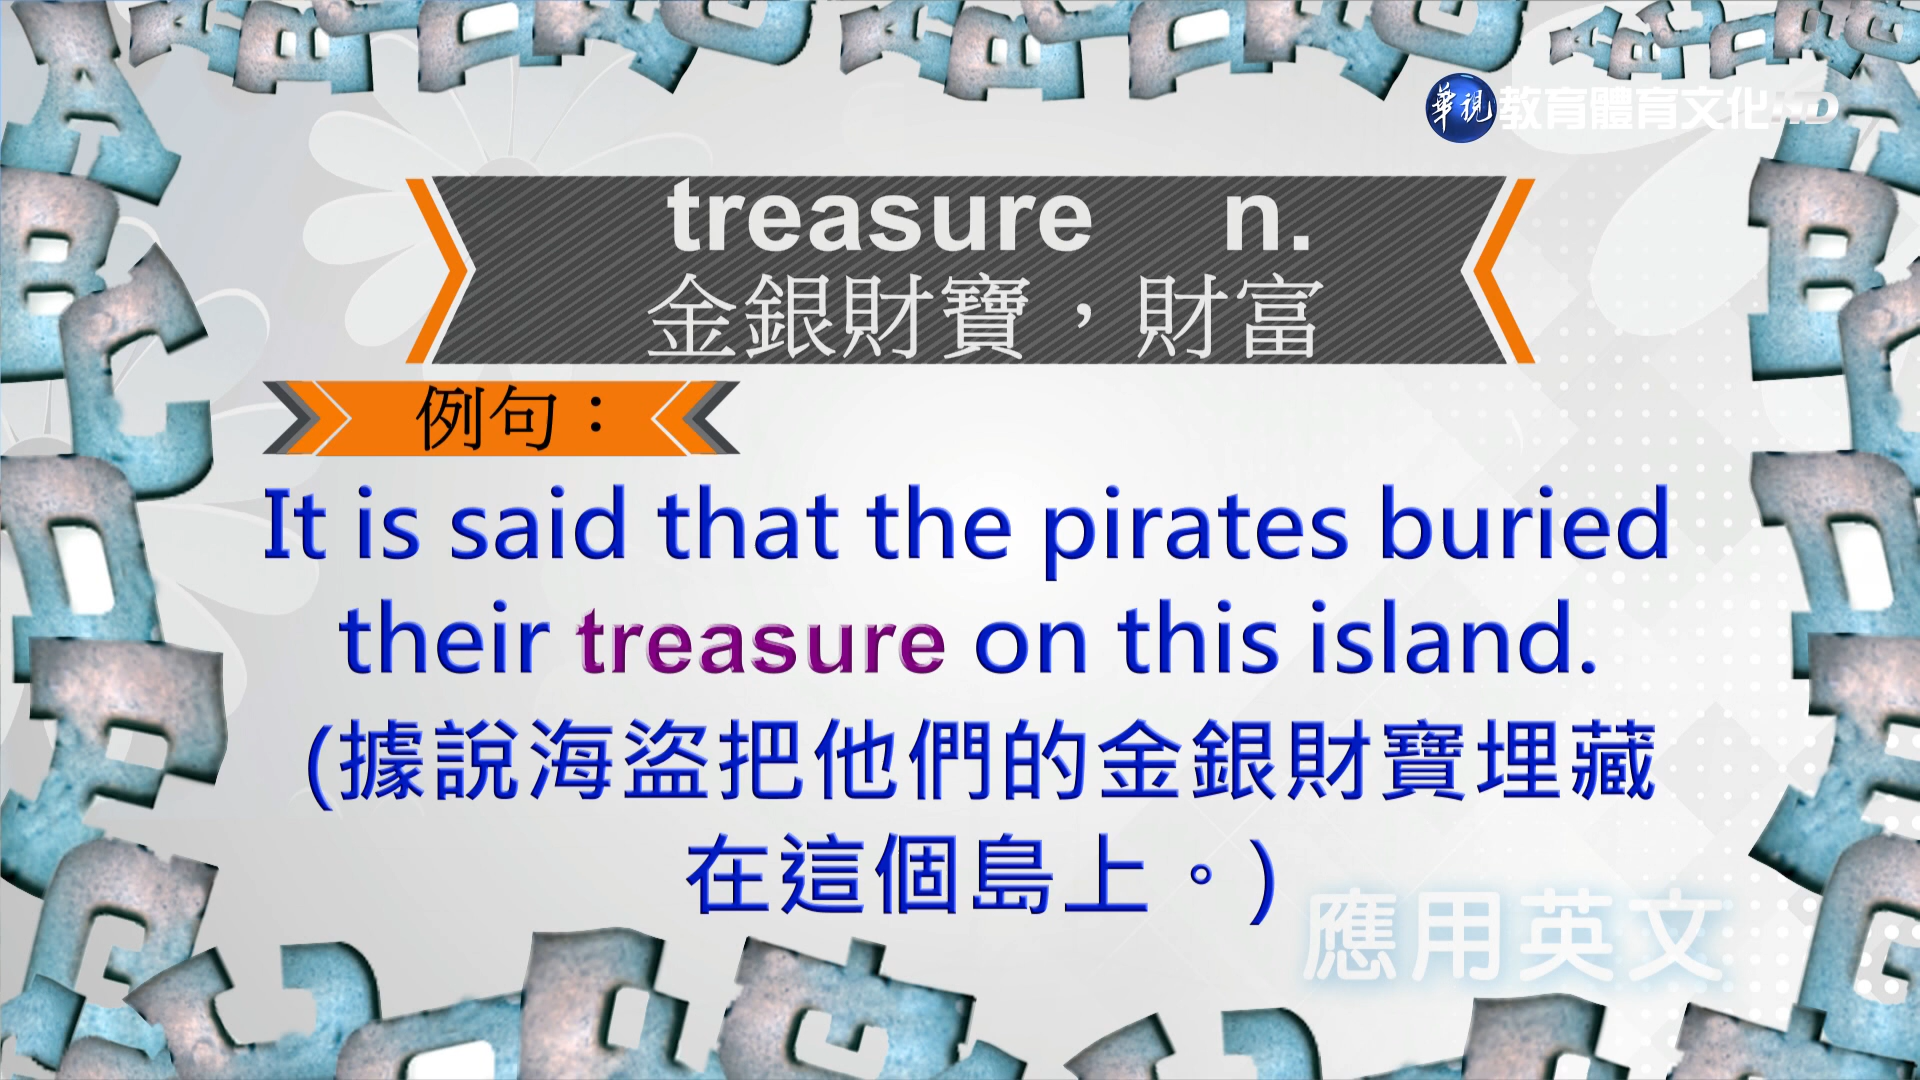 華視 教育體育文化HD
treasure n.
金銀財寶，財富
例句：
It is said that the pirates buried
their treasure on this island.
(據說海盜把他們的金銀財寶埋藏
在這個島上。)
應用英文